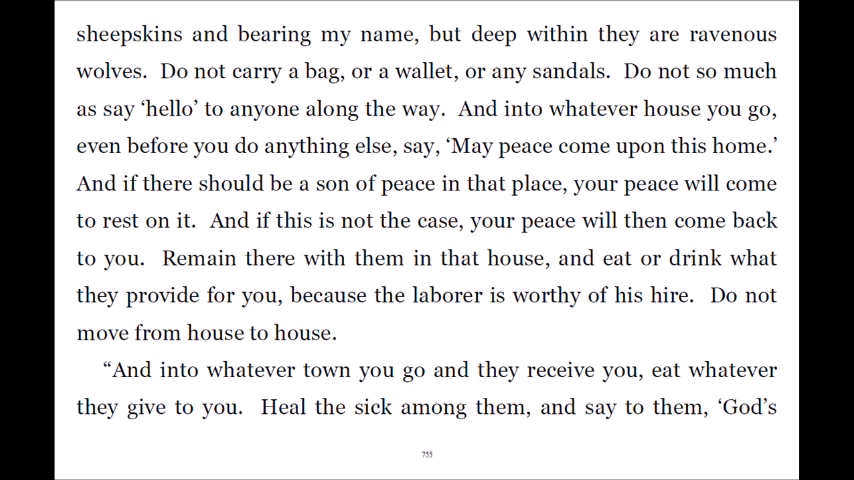 sheepskins and bearing my name, but deep within they are ravenous
wolves.  Do not carry a bag, or a wallet, or any sandals.  Do not so much
as say ‘hello’ to anyone along the way.  And into whatever house you go,
even before you do anything else, say, ‘May peace come upon this home.’
And if there should be a son of peace in that place, your peace will come
to rest on it.  And if this is not the case, your peace will then come back
to you.  Remain there with them in that house, and eat or drink what
they provide for you, because the laborer is worthy of his hire.  Do not
move from house to house.
“And into whatever town you go and they receive you, eat whatever
they give to you.  Heal the sick among them, and say to them, ‘God’s
755